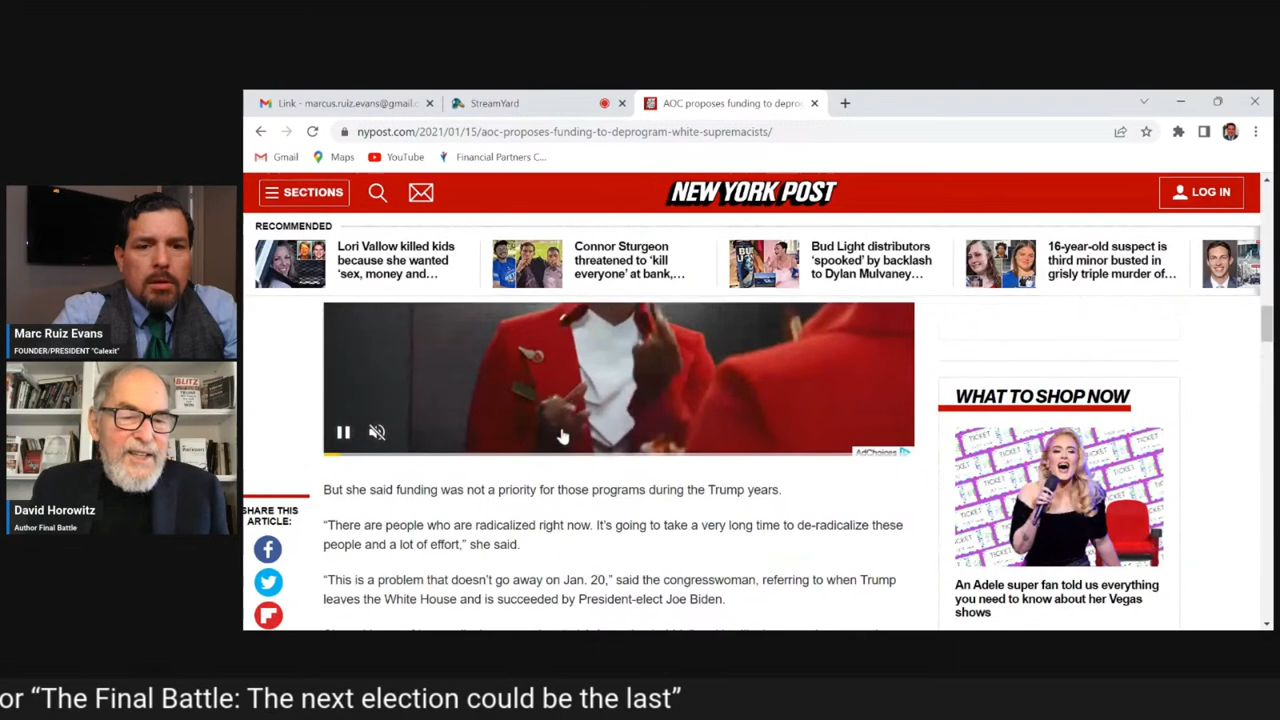 Link - marcus.ruiz.evans@gmail.c
StreamYard
AOC proposes funding to depro
nypost.com/2021/01/15/aoc-proposes-funding-to-deprogram-white-supremacists/
Gmail
Maps
YouTube
Financial Partners C...
SECTIONS
NEW YORK POST
LOG IN
RECOMMENDED
Lori Vallow killed kids
because she wanted
‘sex, money and...
Connor Sturgeon
threatened to ‘kill
everyone’ at bank,...
Bud Light distributors
‘spooked’ by backlash
to Dylan Mulvaney...
16-year-old suspect is
third minor busted in
grisly triple murder of...
AdChoices
WHAT TO SHOP NOW
TICKET
An Adele super fan told us everything
you need to know about her Vegas
shows
SHARE THIS
ARTICLE:
But she said funding was not a priority for those programs during the Trump years.
“There are people who are radicalized right now. It’s going to take a very long time to de-radicalize these
people and a lot of effort,” she said.
“This is a problem that doesn’t go away on Jan. 20,” said the congresswoman, referring to when Trump
leaves the White House and is succeeded by President-elect Joe Biden.
Marc Ruiz Evans
FOUNDER/PRESIDENT "Calexit"
BLITZ
David Horowitz
Author Final Battle
or “The Final Battle: The next election could be the last”